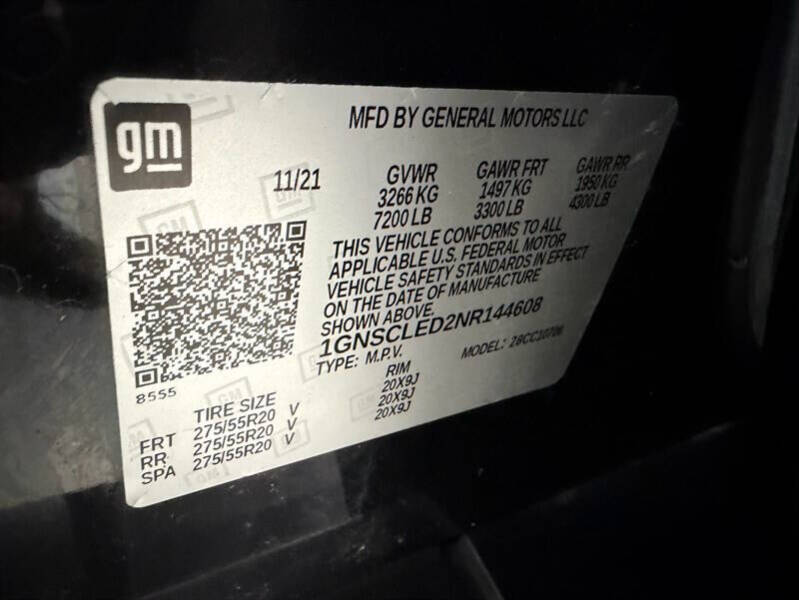 gm
MFD BY GENERAL MOTORS LLC
11/21
GVWR GAWR FRT GAWR RR
3266 KG 1497 KG 1950 KG
7200 LB 3300 LB 4300 LB
THIS VEHICLE CONFORMS TO ALL
APPLICABLE U.S. FEDERAL MOTOR
VEHICLE SAFETY STANDARDS IN EFFECT
ON THE DATE OF MANUFACTURE
SHOWN ABOVE.
1GNSCLED2NR144608
TYPE: M.P.V. MODEL: 28CC10706
8555
TIRE SIZE RIM
FRT 275/55R20 V 20X9J
RR 275/55R20 V 20X9J
SPA 275/55R20 V 20X9J